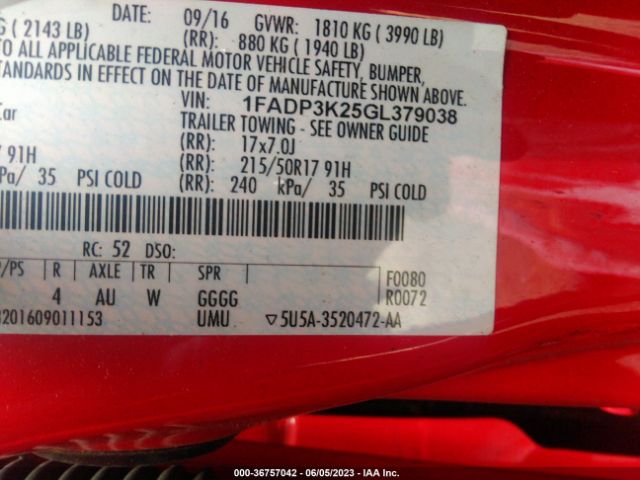 DATE: 09/16 GVWR: 1810 KG ( 3990 LB)
G ( 2143 LB) (RR): 880 KG ( 1940 LB)
TO ALL APPLICABLE FEDERAL MOTOR VEHICLE SAFETY, BUMPER,
STANDARDS IN EFFECT ON THE DATE OF MANUFACTURE SHOWN ABOVE.
Car VIN: 1FADP3K25GL379038
TRAILER TOWING - SEE OWNER GUIDE
(RR): 17x7.0J
91H (RR): 215/50R17 91H
Pa/ 35 PSI COLD (RR): 240 kPa/ 35 PSI COLD
RC: 52 DSO:
P/PS R AXLE TR SPR F0080
4 AU W GGGG R0072
201609011153 UMU ▽5U5A-3520472-AA
000-36757042 - 06/05/2023 - IAA Inc.